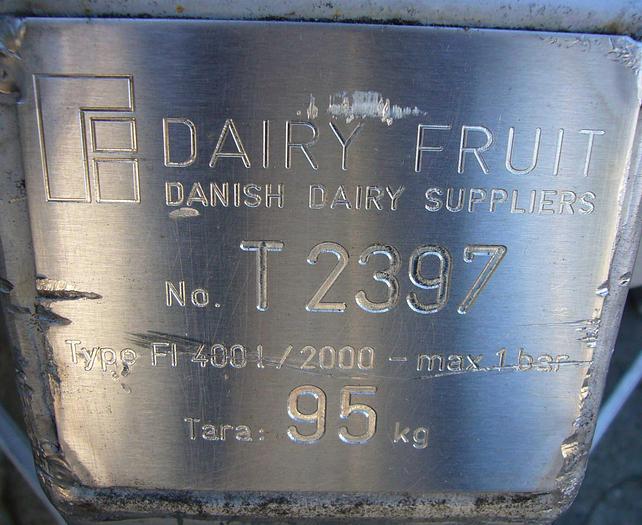 DAIRY FRUIT
DANISH DAIRY SUPPLIERS
No. T 2397
Type FI 400 l / 2000 - max. 1 bar
Tara: 95 kg